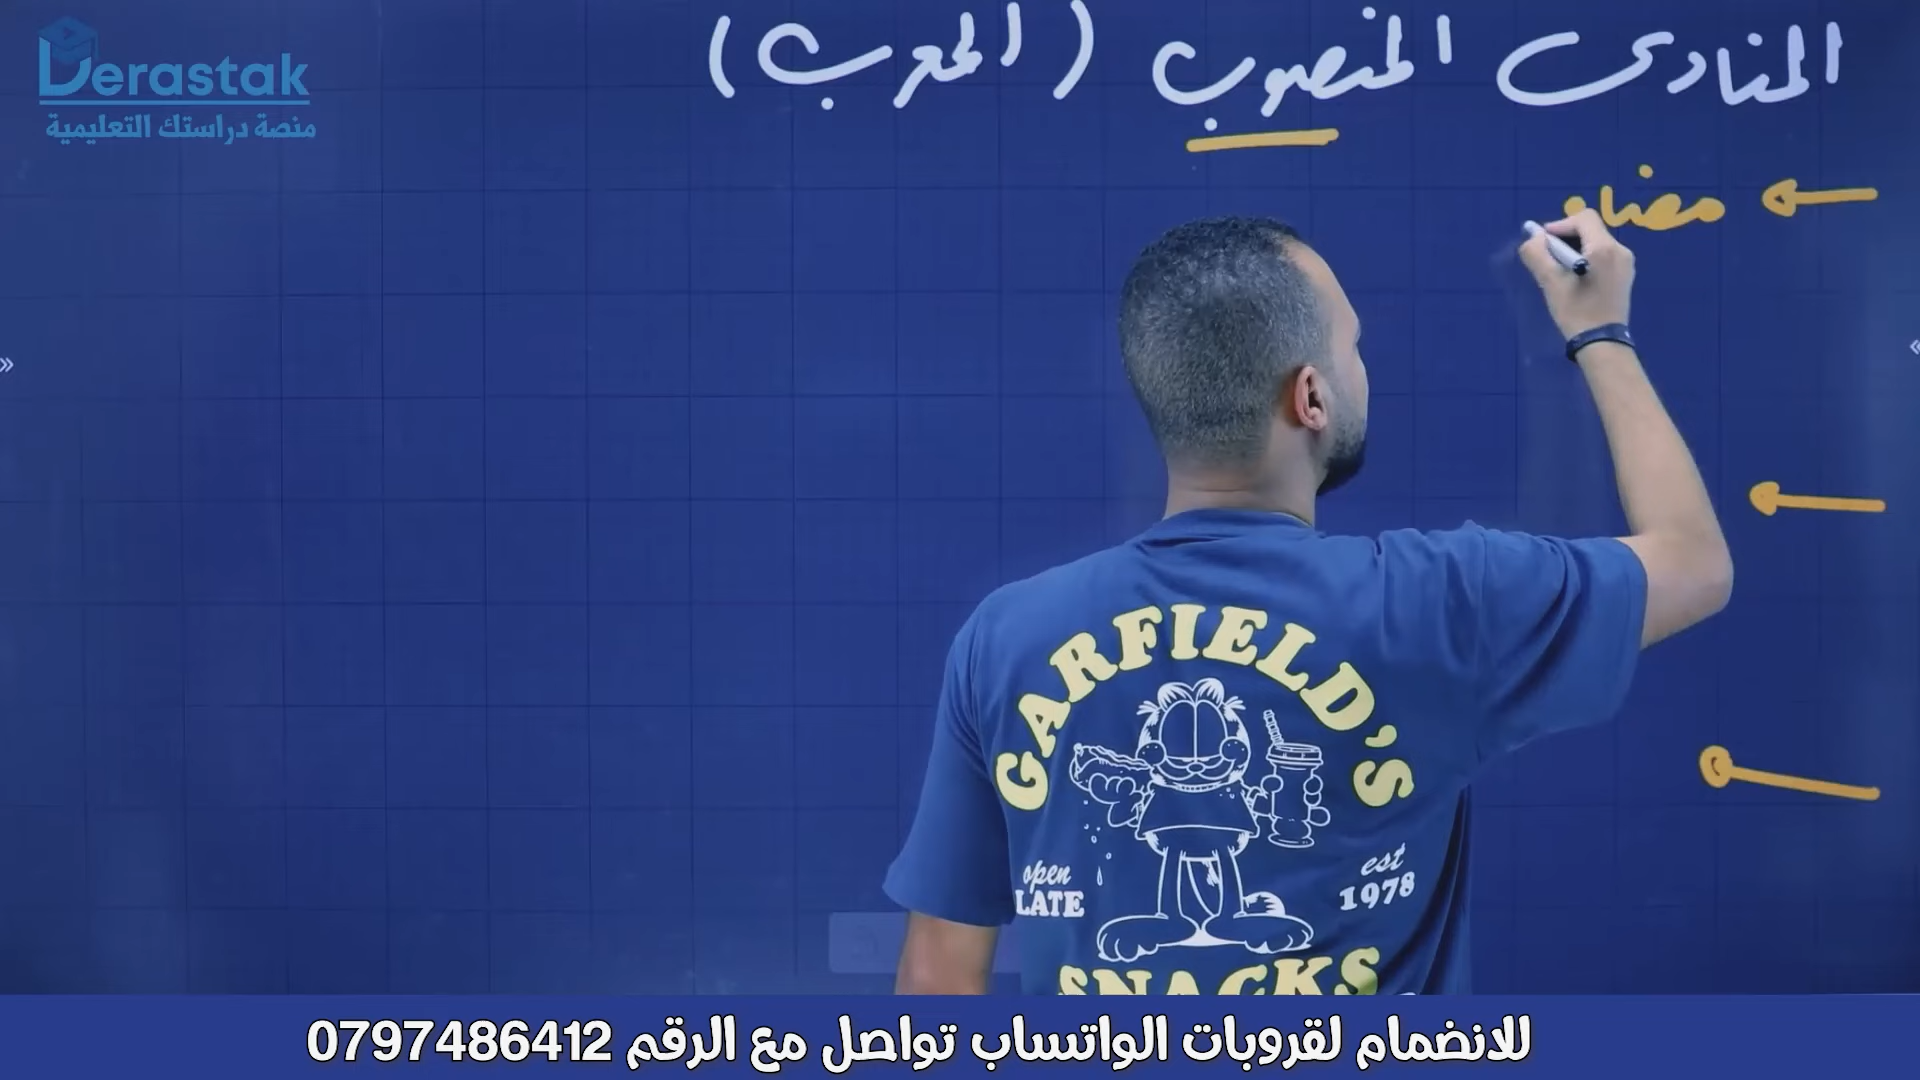 Derastak
منصة دراستك التعليمية
المنادى المنصوب (المعرب)
مضاف
GARFIELD'S
open LATE
est 1978
SNACKS
للانضمام لقروبات الواتساب تواصل مع الرقم 0797486412